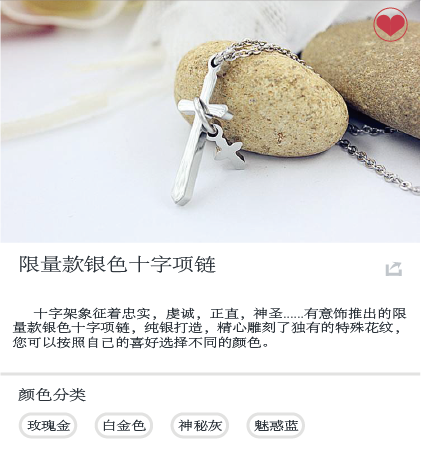 限量款银色十字项链
十字架象征着忠实，虔诚，正直，神圣......有意饰推出的限
量款银色十字项链，纯银打造，精心雕刻了独有的特殊花纹，
您可以按照自己的喜好选择不同的颜色。
颜色分类
玫瑰金 白金色 神秘灰 魅惑蓝